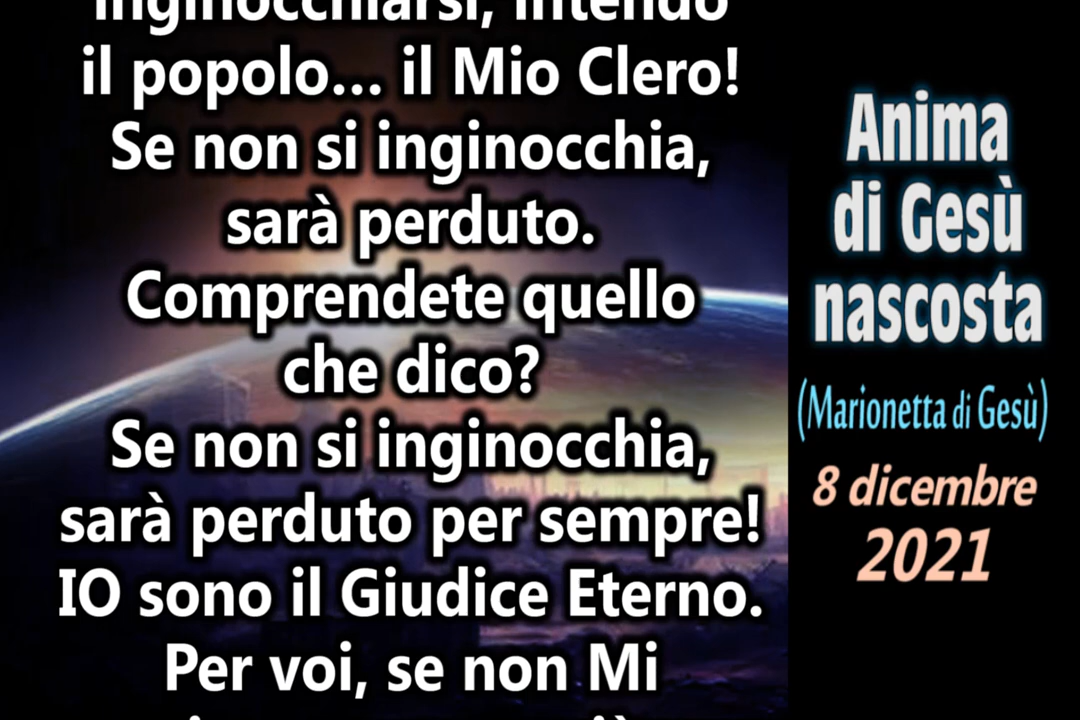 inginocchiarsi, intendo
il popolo... il Mio Clero!
Se non si inginocchia,
sarà perduto.
Comprendete quello
che dico?
Se non si inginocchia,
sarà perduto per sempre!
IO sono il Giudice Eterno.
Per voi, se non Mi
Anima
di Gesù
nascosta
(Marionetta di Gesù)
8 dicembre
2021